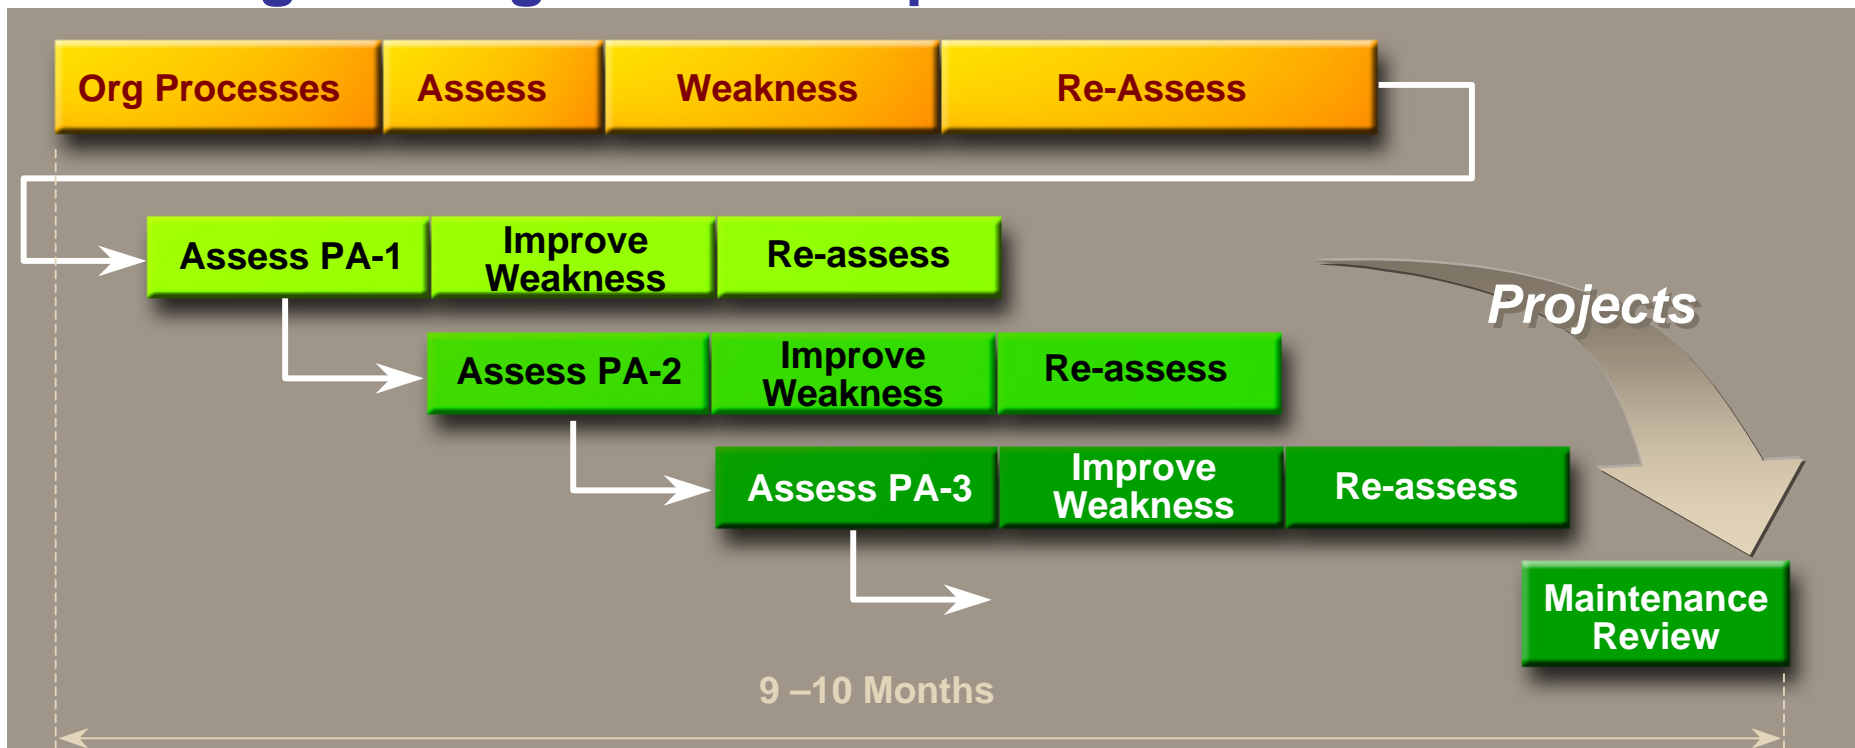 Org Processes
Assess
Weakness
Re-Assess
Assess PA-1
Improve
Weakness
Re-assess
Projects
Assess PA-2
Improve
Weakness
Re-assess
Assess PA-3
Improve
Weakness
Re-assess
Maintenance
Review
9 –10 Months